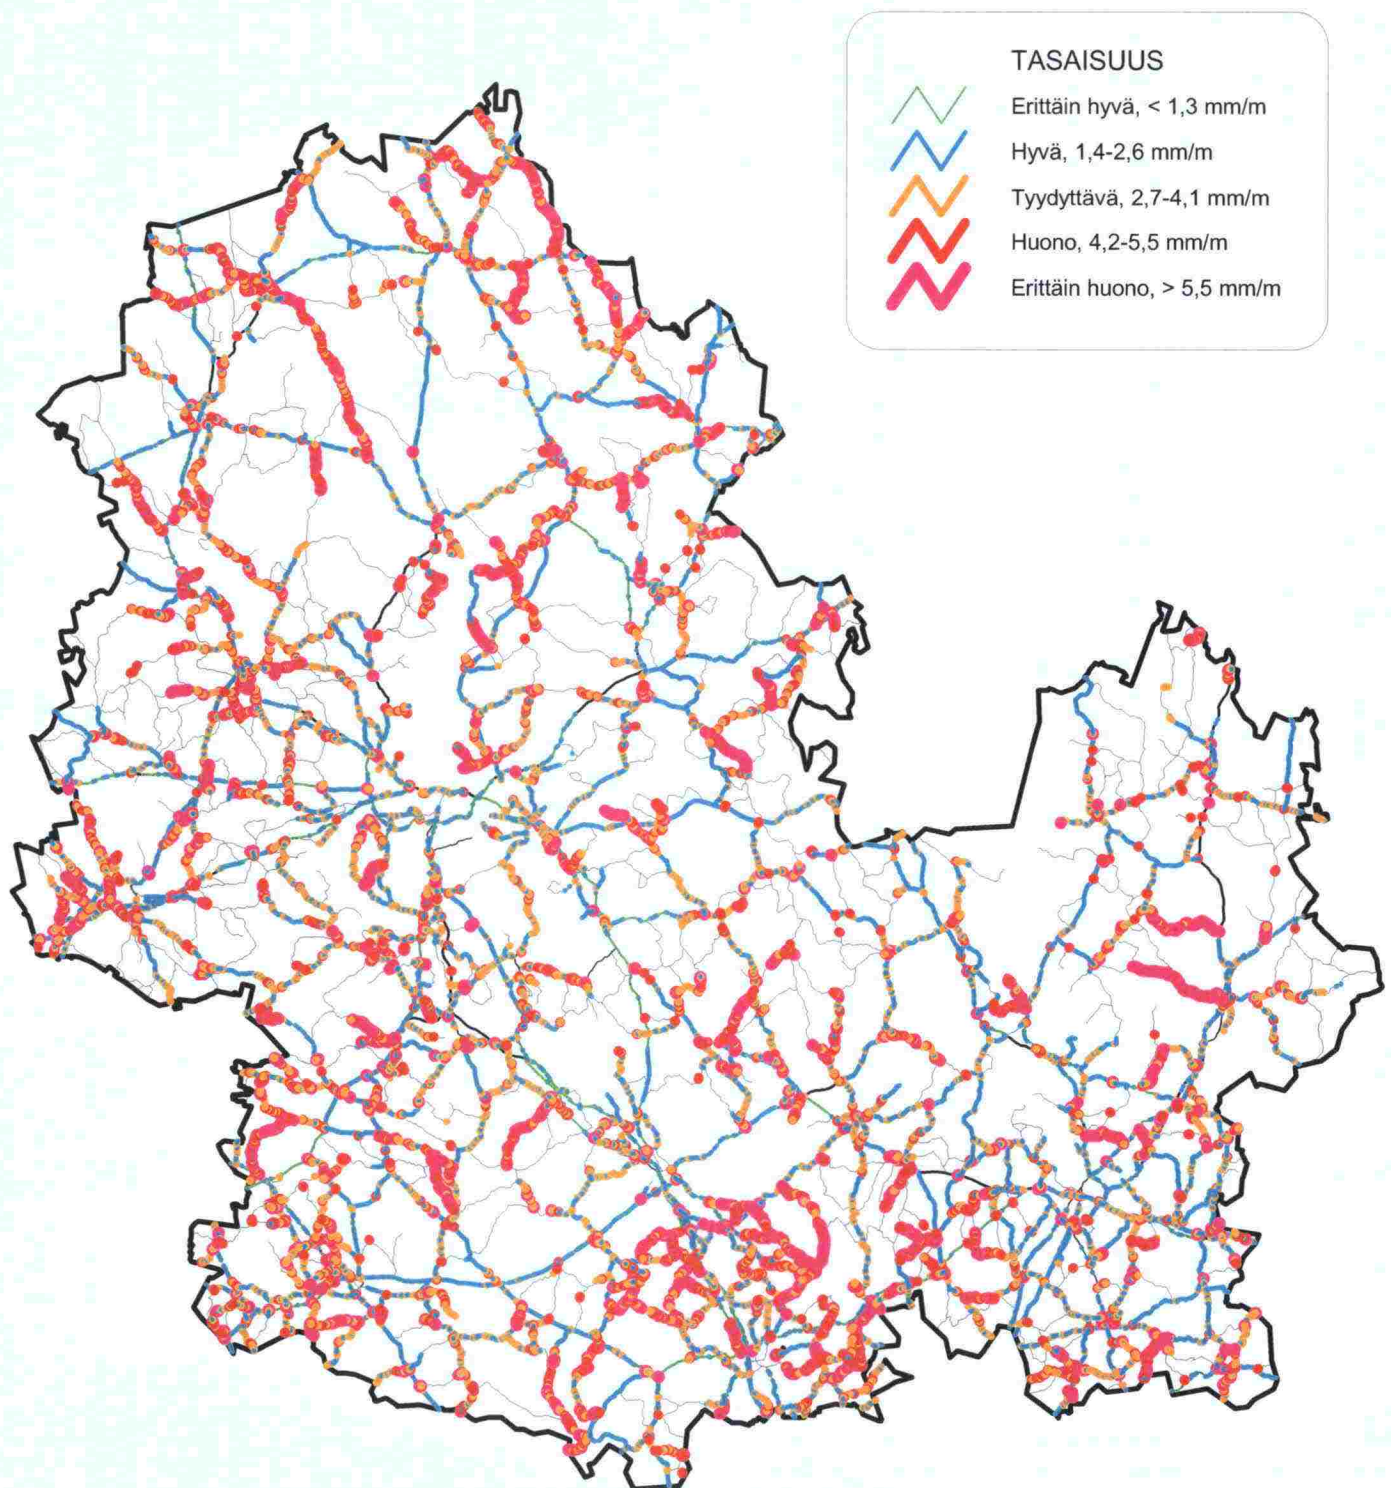 TASAISUUS
Erittäin hyvä, < 1,3 mm/m
Hyvä, 1,4-2,6 mm/m
Tyydyttävä, 2,7-4,1 mm/m
Huono, 4,2-5,5 mm/m
Erittäin huono, > 5,5 mm/m